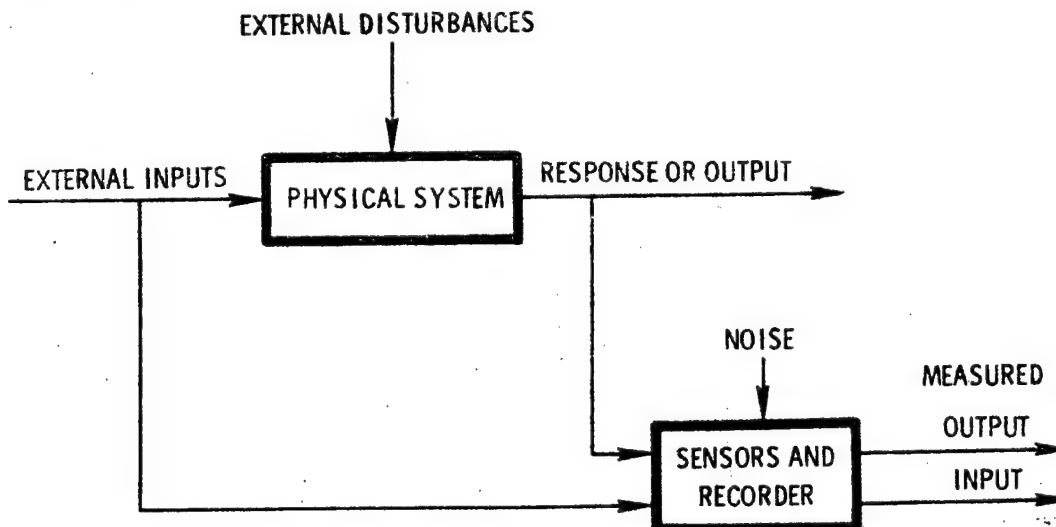 EXTERNAL DISTURBANCES
EXTERNAL INPUTS
PHYSICAL SYSTEM
RESPONSE OR OUTPUT
NOISE
MEASURED
OUTPUT
SENSORS AND
RECORDER
INPUT